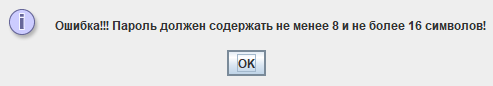 Ошибка!!! Пароль должен содержать не менее 8 и не более 16 символов!
OK